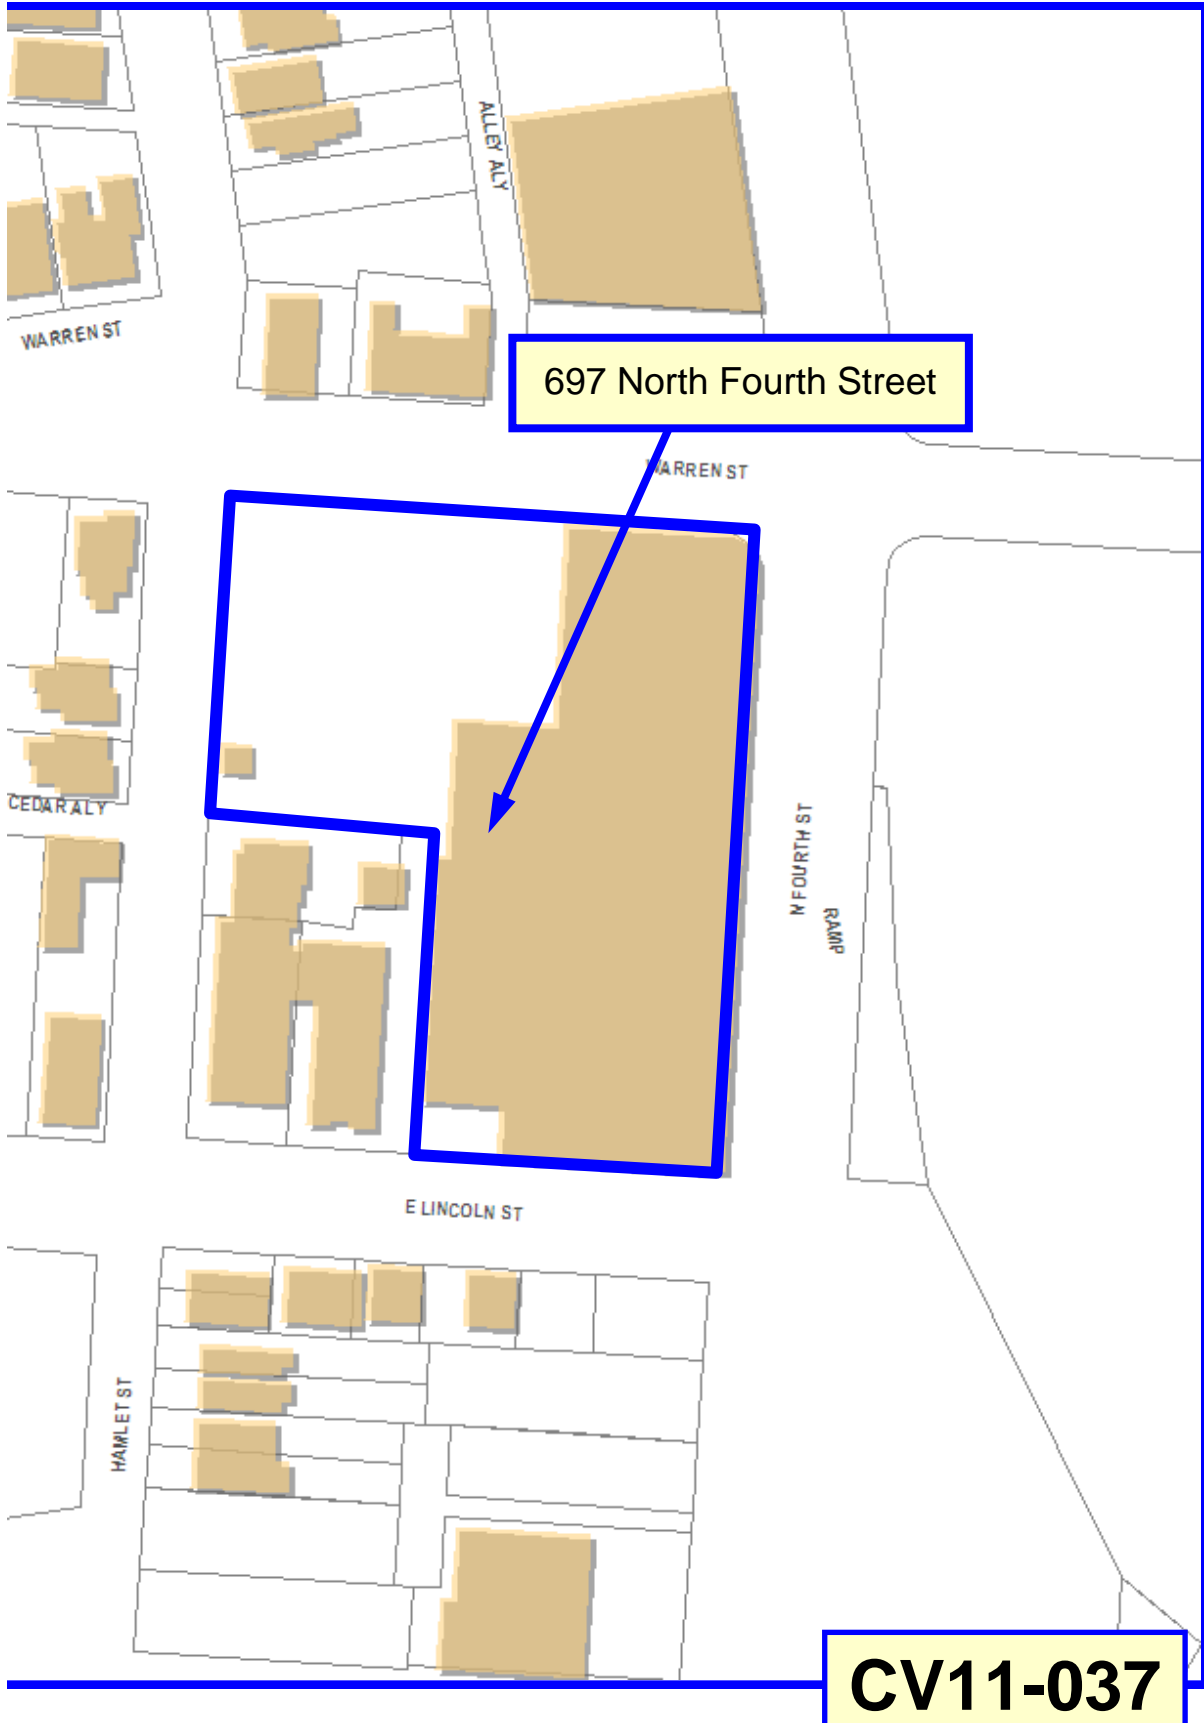 ALLEY ALY
WARREN ST
697 North Fourth Street
WARREN ST
CEDAR ALY
N FOURTH ST
RAMP
E LINCOLN ST
HAMLET ST
CV11-037